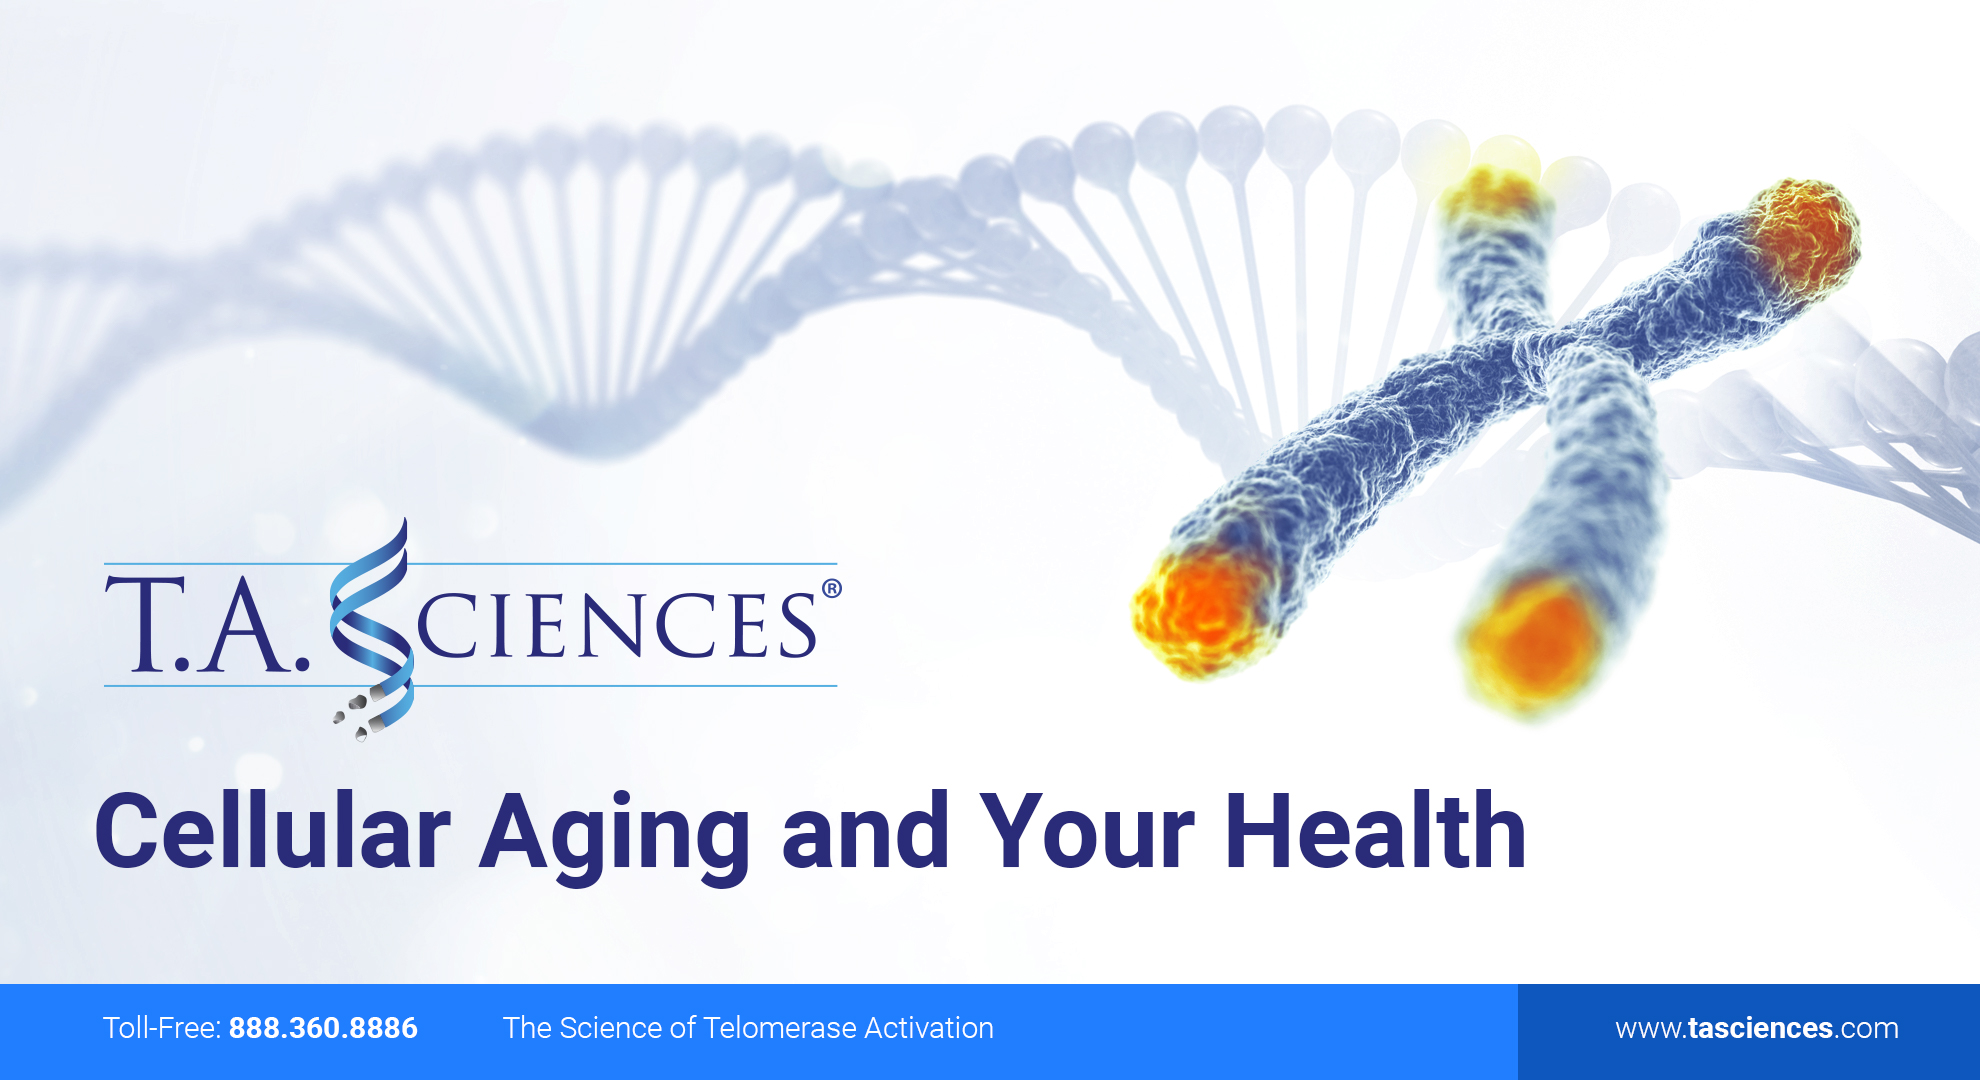 T.A. SCIENCES®
Cellular Aging and Your Health
Toll-Free: 888.360.8886
The Science of Telomerase Activation
www.tasciences.com